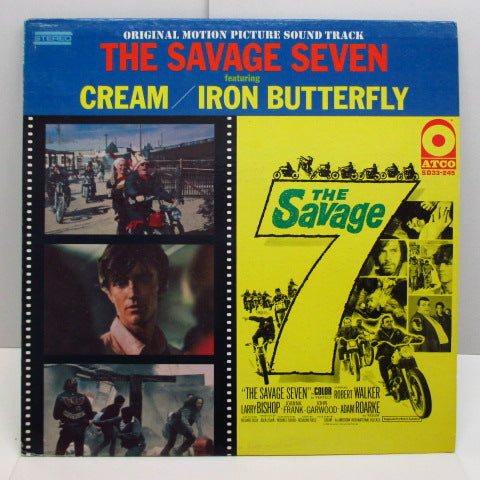 STEREO
ORIGINAL MOTION PICTURE SOUND TRACK
THE SAVAGE SEVEN
featuring
CREAM / IRON BUTTERFLY
ATCO
SD33-245
THE
Savage
7
"THE SAVAGE SEVEN" COLOR ROBERT WALKER
LARRY BISHOP JOANNA FRANK JOHN GARWOOD ADAM ROARKE